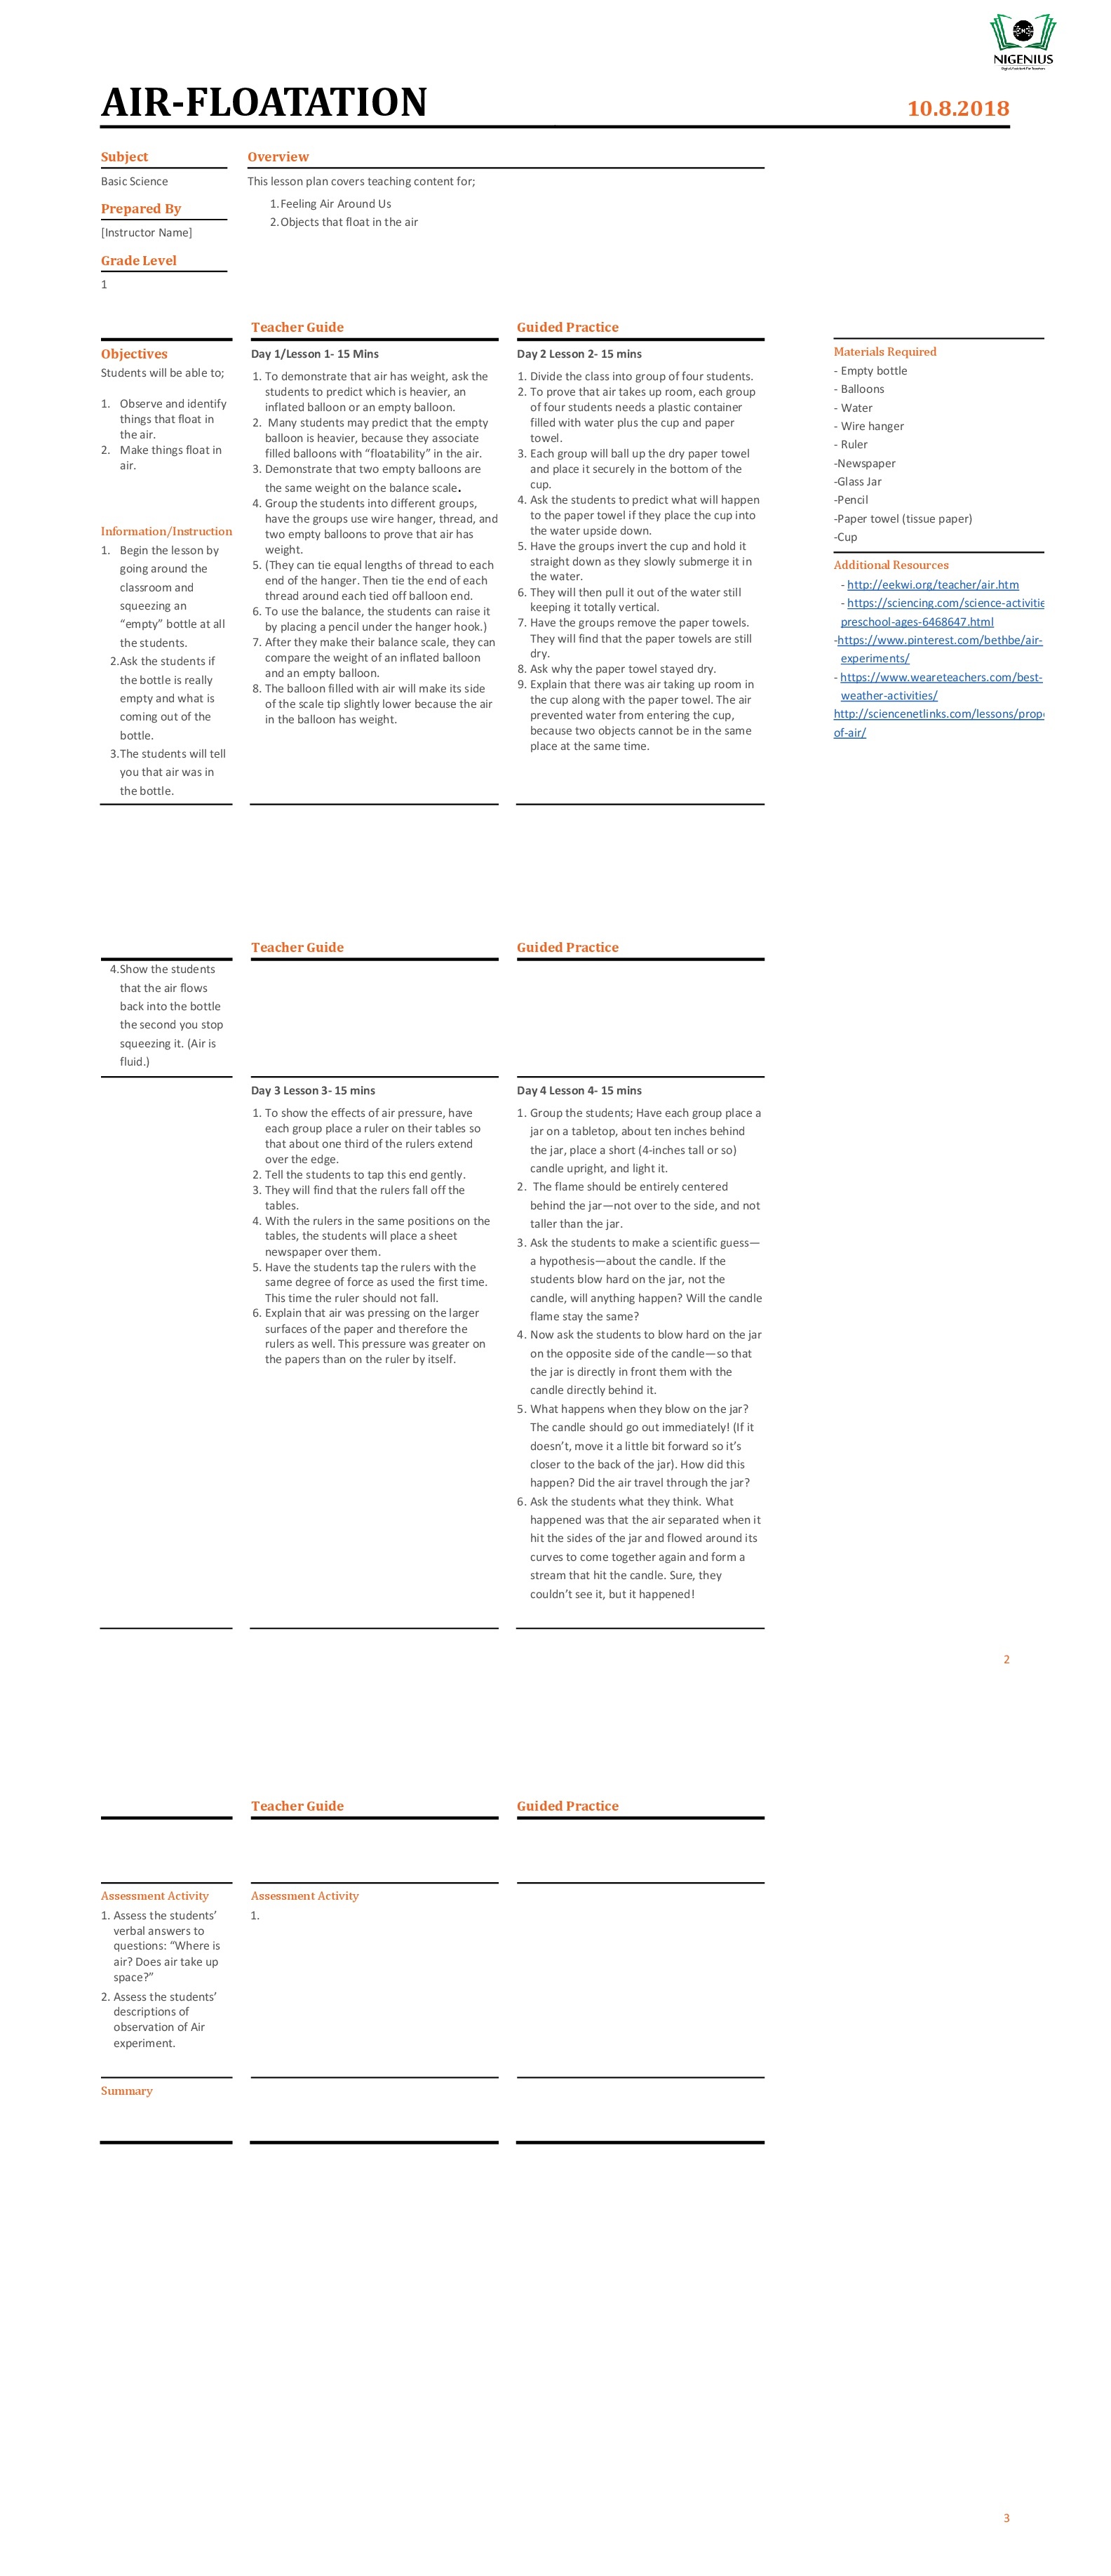 NIGENIUS
AIR-FLOATATION
10.8.2018
Subject
Basic Science
Prepared By
[Instructor Name]
Grade Level
1
Overview
This lesson plan covers teaching content for;
1.Feeling Air Around Us
2.Objects that float in the air
Objectives
Students will be able to;
1. Observe and identify
things that float in
the air.
2. Make things float in
air.
Information/Instruction
1. Begin the lesson by
going around the
classroom and
squeezing an
“empty” bottle at all
the students.
2.Ask the students if
the bottle is really
empty and what is
coming out of the
bottle.
3.The students will tell
you that air was in
the bottle.
Teacher Guide
Day 1/Lesson 1- 15 Mins
1. To demonstrate that air has weight, ask the
students to predict which is heavier, an
inflated balloon or an empty balloon.
2. Many students may predict that the empty
balloon is heavier, because they associate
filled balloons with “floatability” in the air.
3. Demonstrate that two empty balloons are
the same weight on the balance scale.
4. Group the students into different groups,
have the groups use wire hanger, thread, and
two empty balloons to prove that air has
weight.
5. (They can tie equal lengths of thread to each
end of the hanger. Then tie the end of each
thread around each tied off balloon end.
6. To use the balance, the students can raise it
by placing a pencil under the hanger hook.)
7. After they make their balance scale, they can
compare the weight of an inflated balloon
and an empty balloon.
8. The balloon filled with air will make its side
of the scale tip slightly lower because the air
in the balloon has weight.
Guided Practice
Day 2 Lesson 2- 15 mins
1. Divide the class into group of four students.
2. To prove that air takes up room, each group
of four students needs a plastic container
filled with water plus the cup and paper
towel.
3. Each group will ball up the dry paper towel
and place it securely in the bottom of the
cup.
4. Ask the students to predict what will happen
to the paper towel if they place the cup into
the water upside down.
5. Have the groups invert the cup and hold it
straight down as they slowly submerge it in
the water.
6. They will then pull it out of the water still
keeping it totally vertical.
7. Have the groups remove the paper towels.
They will find that the paper towels are still
dry.
8. Ask why the paper towel stayed dry.
9. Explain that there was air taking up room in
the cup along with the paper towel. The air
prevented water from entering the cup,
because two objects cannot be in the same
place at the same time.
Materials Required
- Empty bottle
- Balloons
- Water
- Wire hanger
- Ruler
-Newspaper
-Glass Jar
-Pencil
-Paper towel (tissue paper)
-Cup
Additional Resources
- http://eekwi.org/teacher/air.htm
- https://sciencing.com/science-activitie
preschool-ages-6468647.html
-https://www.pinterest.com/bethbe/air-
experiments/
- https://www.weareteachers.com/best-
weather-activities/
http://sciencenetlinks.com/lessons/prope
of-air/
Teacher Guide
Guided Practice
4.Show the students
that the air flows
back into the bottle
the second you stop
squeezing it. (Air is
fluid.)
Day 3 Lesson 3- 15 mins
1. To show the effects of air pressure, have
each group place a ruler on their tables so
that about one third of the rulers extend
over the edge.
2. Tell the students to tap this end gently.
3. They will find that the rulers fall off the
tables.
4. With the rulers in the same positions on the
tables, the students will place a sheet
newspaper over them.
5. Have the students tap the rulers with the
same degree of force as used the first time.
This time the ruler should not fall.
6. Explain that air was pressing on the larger
surfaces of the paper and therefore the
rulers as well. This pressure was greater on
the papers than on the ruler by itself.
Day 4 Lesson 4- 15 mins
1. Group the students; Have each group place a
jar on a tabletop, about ten inches behind
the jar, place a short (4-inches tall or so)
candle upright, and light it.
2. The flame should be entirely centered
behind the jar—not over to the side, and not
taller than the jar.
3. Ask the students to make a scientific guess—
a hypothesis—about the candle. If the
students blow hard on the jar, not the
candle, will anything happen? Will the candle
flame stay the same?
4. Now ask the students to blow hard on the jar
on the opposite side of the candle—so that
the jar is directly in front them with the
candle directly behind it.
5. What happens when they blow on the jar?
The candle should go out immediately! (If it
doesn’t, move it a little bit forward so it’s
closer to the back of the jar). How did this
happen? Did the air travel through the jar?
6. Ask the students what they think. What
happened was that the air separated when it
hit the sides of the jar and flowed around its
curves to come together again and form a
stream that hit the candle. Sure, they
couldn’t see it, but it happened!
2
Teacher Guide
Guided Practice
Assessment Activity
1. Assess the students’
verbal answers to
questions: “Where is
air? Does air take up
space?”
2. Assess the students’
descriptions of
observation of Air
experiment.
Assessment Activity
1.
Summary
3